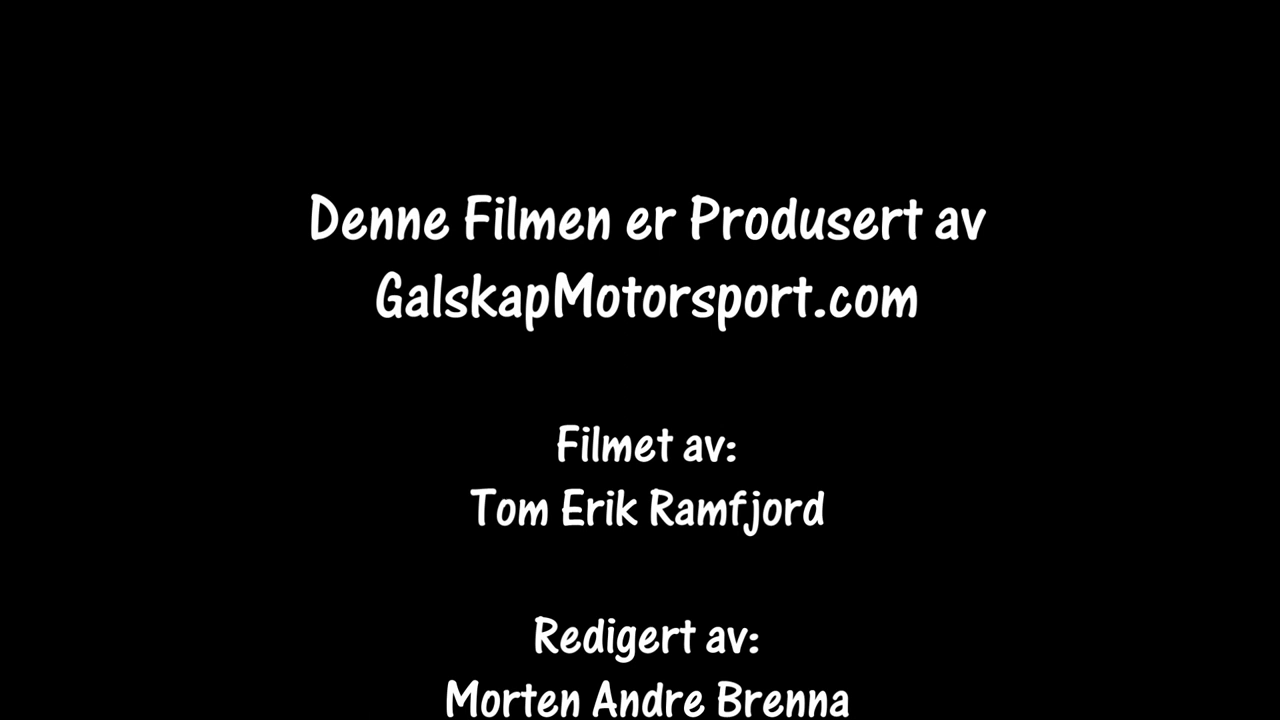 Denne Filmen er Produsert av
GalskapMotorsport.com
Filmet av:
Tom Erik Ramfjord
Redigert av:
Morten Andre Brenna